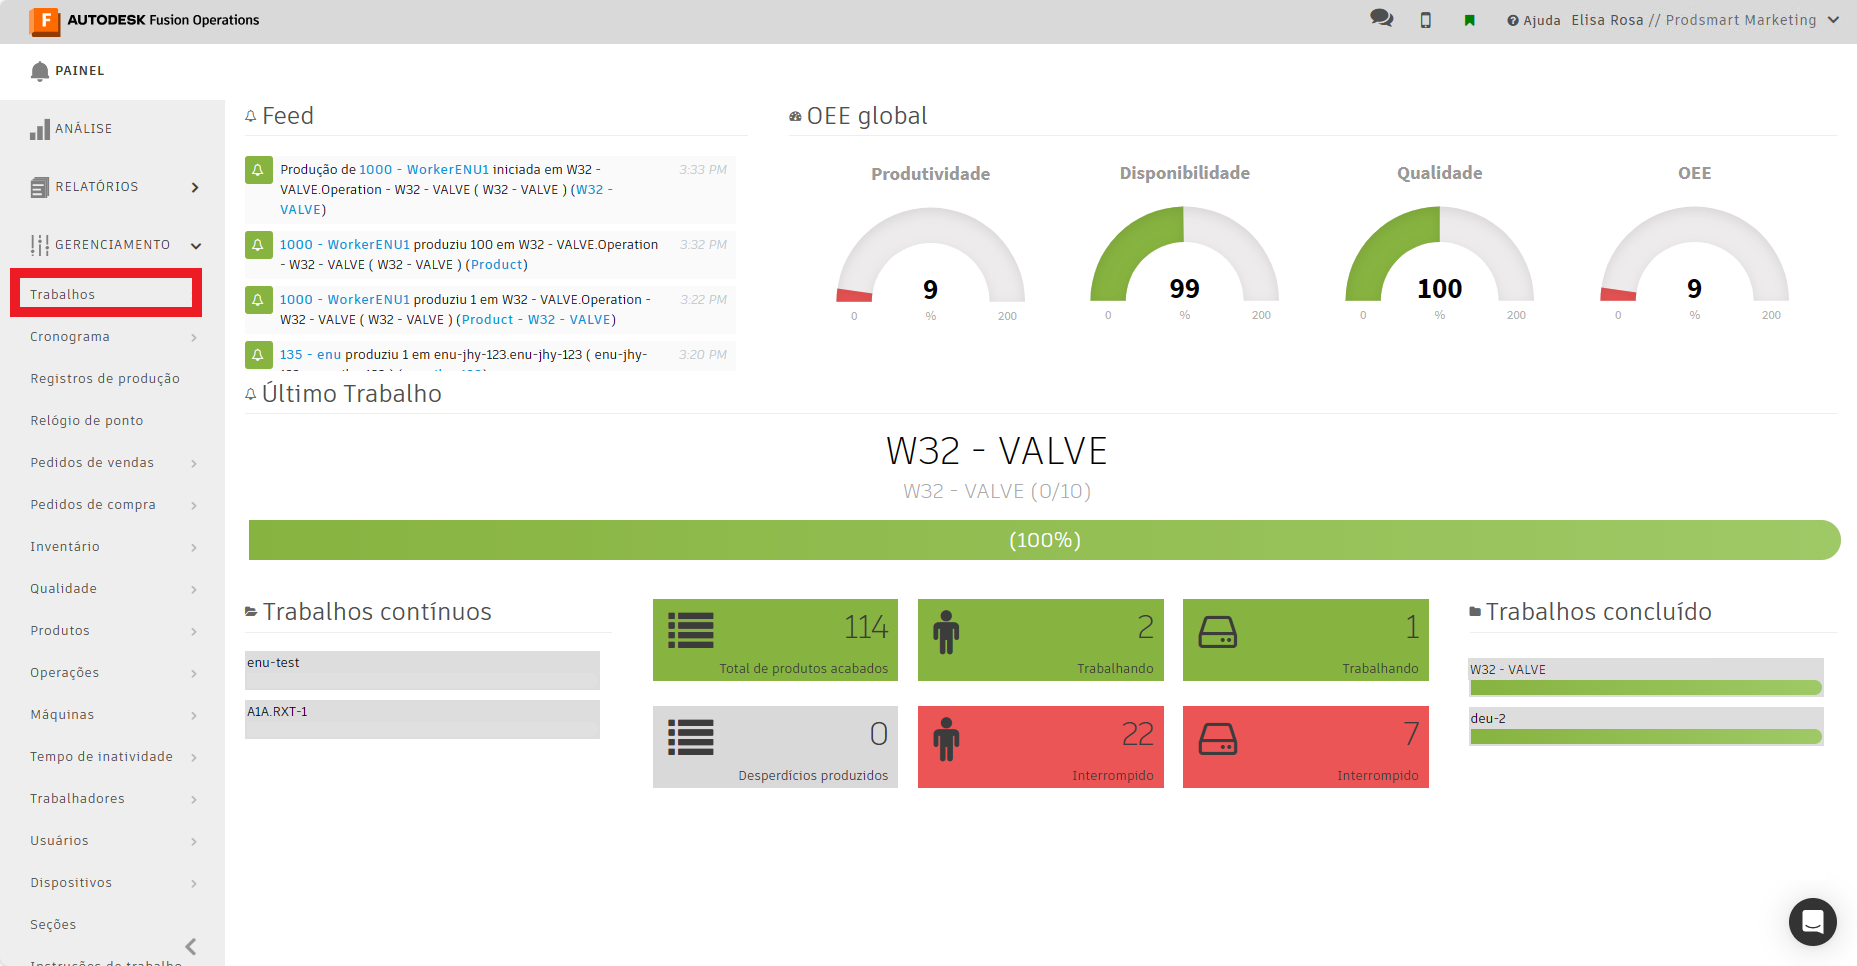 AUTODESK Fusion Operations
Ajuda Elisa Rosa // Prodsmart Marketing
PAINEL
ANÁLISE
RELATÓRIOS
GERENCIAMENTO
Trabalhos
Cronograma
Registros de produção
Relógio de ponto
Pedidos de vendas
Pedidos de compra
Inventário
Qualidade
Produtos
Operações
Máquinas
Tempo de inatividade
Trabalhadores
Usuários
Dispositivos
Seções
Instruções de trabalho
Feed
Produção de 1000 - WorkerENU1 iniciada em W32 - 3:33 PM
VALVE.Operation - W32 - VALVE ( W32 - VALVE ) (W32 -
VALVE)
1000 - WorkerENU1 produziu 100 em W32 - VALVE.Operation 3:32 PM
- W32 - VALVE ( W32 - VALVE ) (Product)
1000 - WorkerENU1 produziu 1 em W32 - VALVE.Operation - 3:22 PM
W32 - VALVE ( W32 - VALVE ) (Product - W32 - VALVE)
135 - enu produziu 1 em enu-jhy-123.enu-jhy-123 ( enu-jhy- 3:20 PM
OEE global
Produtividade
9
0 % 200
Disponibilidade
99
0 % 200
Qualidade
100
0 % 200
OEE
9
0 % 200
Último Trabalho
W32 - VALVE
W32 - VALVE (0/10)
(100%)
Trabalhos contínuos
enu-test
A1A.RXT-1
114
Total de produtos acabados
2
Trabalhando
1
Trabalhando
0
Desperdícios produzidos
22
Interrompido
7
Interrompido
Trabalhos concluído
W32 - VALVE
deu-2